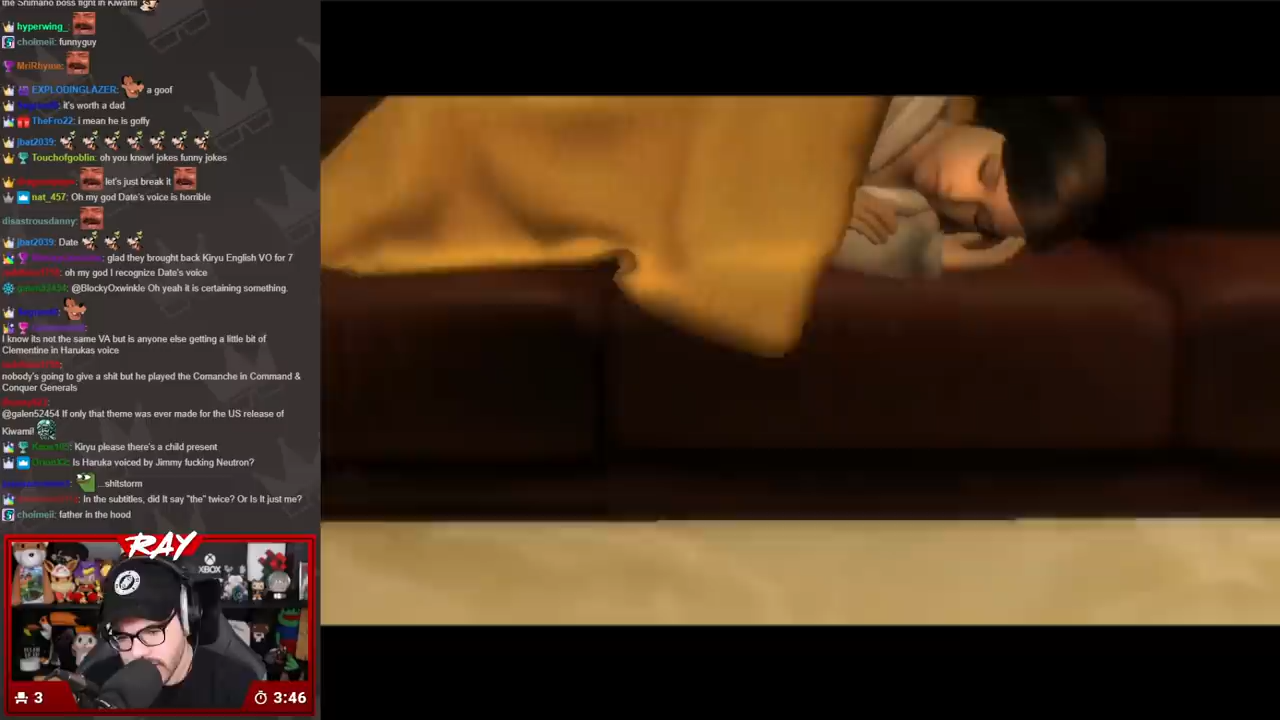 the Shimano boss fight in Kiwami
hyperwing_:
choimeii: funnyguy
MriRhyme:
EXPLODINGLAZER: a goof
it's worth a dad
TheFro22: i mean he is goffy
jbat2039:
Touchofgoblin: oh you know! jokes funny jokes
let's just break it
nat_457: Oh my god Date's voice is horrible
disastrousdanny:
jbat2039: Date
glad they brought back Kiryu English VO for 7
oh my god I recognize Date's voice
galen52454: @BlockyOxwinkle Oh yeah it is certaining something.
I know its not the same VA but is anyone else getting a little bit of
Clementine in Harukas voice
nobody's going to give a shit but he played the Comanche in Command &
Conquer Generals
@galen52454 If only that theme was ever made for the US release of
Kiwami!
Kiryu please there's a child present
Is Haruka voiced by Jimmy fucking Neutron?
...shitstorm
: In the subtitles, did It say "the" twice? Or Is It just me?
choimeii: father in the hood
RAY
XBOX
3
3:46